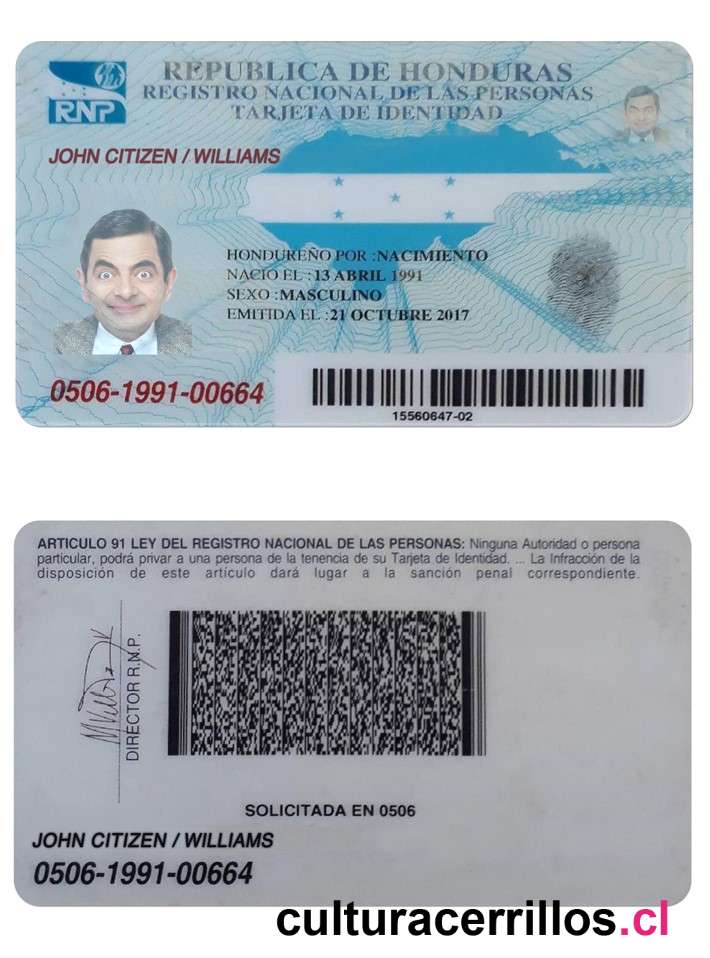 REPUBLICA DE HONDURAS
REGISTRO NACIONAL DE LAS PERSONAS
TARJETA DE IDENTIDAD
RNP
JOHN CITIZEN / WILLIAMS
HONDUREÑO POR :NACIMIENTO
NACIO EL :13 ABRIL 1991
SEXO :MASCULINO
EMITIDA EL :21 OCTUBRE 2017
0506-1991-00664
15560647-02
ARTICULO 91 LEY DEL REGISTRO NACIONAL DE LAS PERSONAS: Ninguna Autoridad o persona
particular, podrá privar a una persona de la tenencia de su Tarjeta de Identidad. ... La Infracción de la
disposición de este artículo dará lugar a la sanción penal correspondiente.
DIRECTOR R.N.P.
SOLICITADA EN 0506
JOHN CITIZEN / WILLIAMS
0506-1991-00664
culturacerrillos.cl